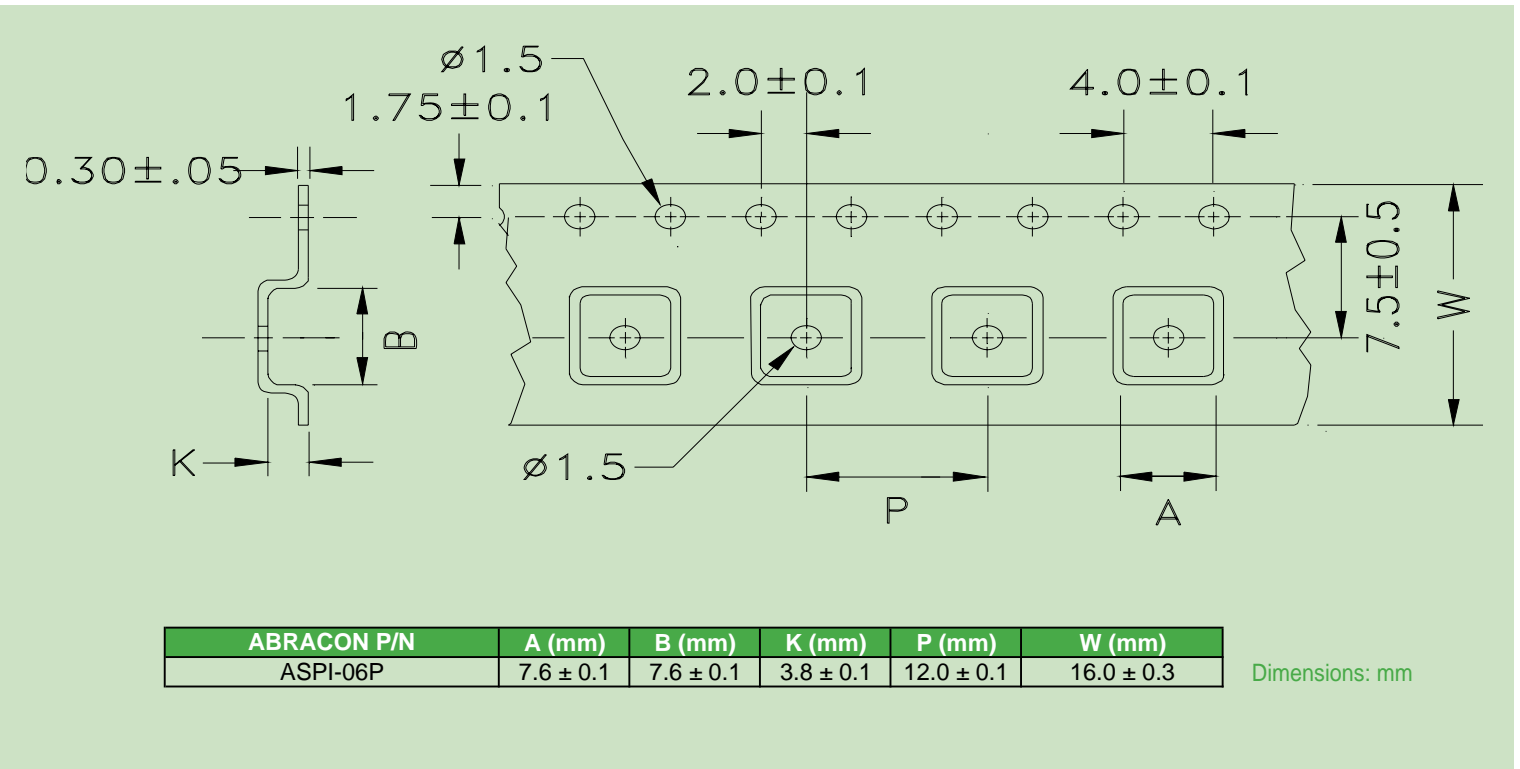 ø1.5
2.0±0.1
4.0±0.1
1.75±0.1
0.30±.05
7.5±0.5
W
B
K
ø1.5
P
A
ABRACON P/N A (mm) B (mm) K (mm) P (mm) W (mm)
ASPI-06P 7.6 ± 0.1 7.6 ± 0.1 3.8 ± 0.1 12.0 ± 0.1 16.0 ± 0.3
Dimensions: mm